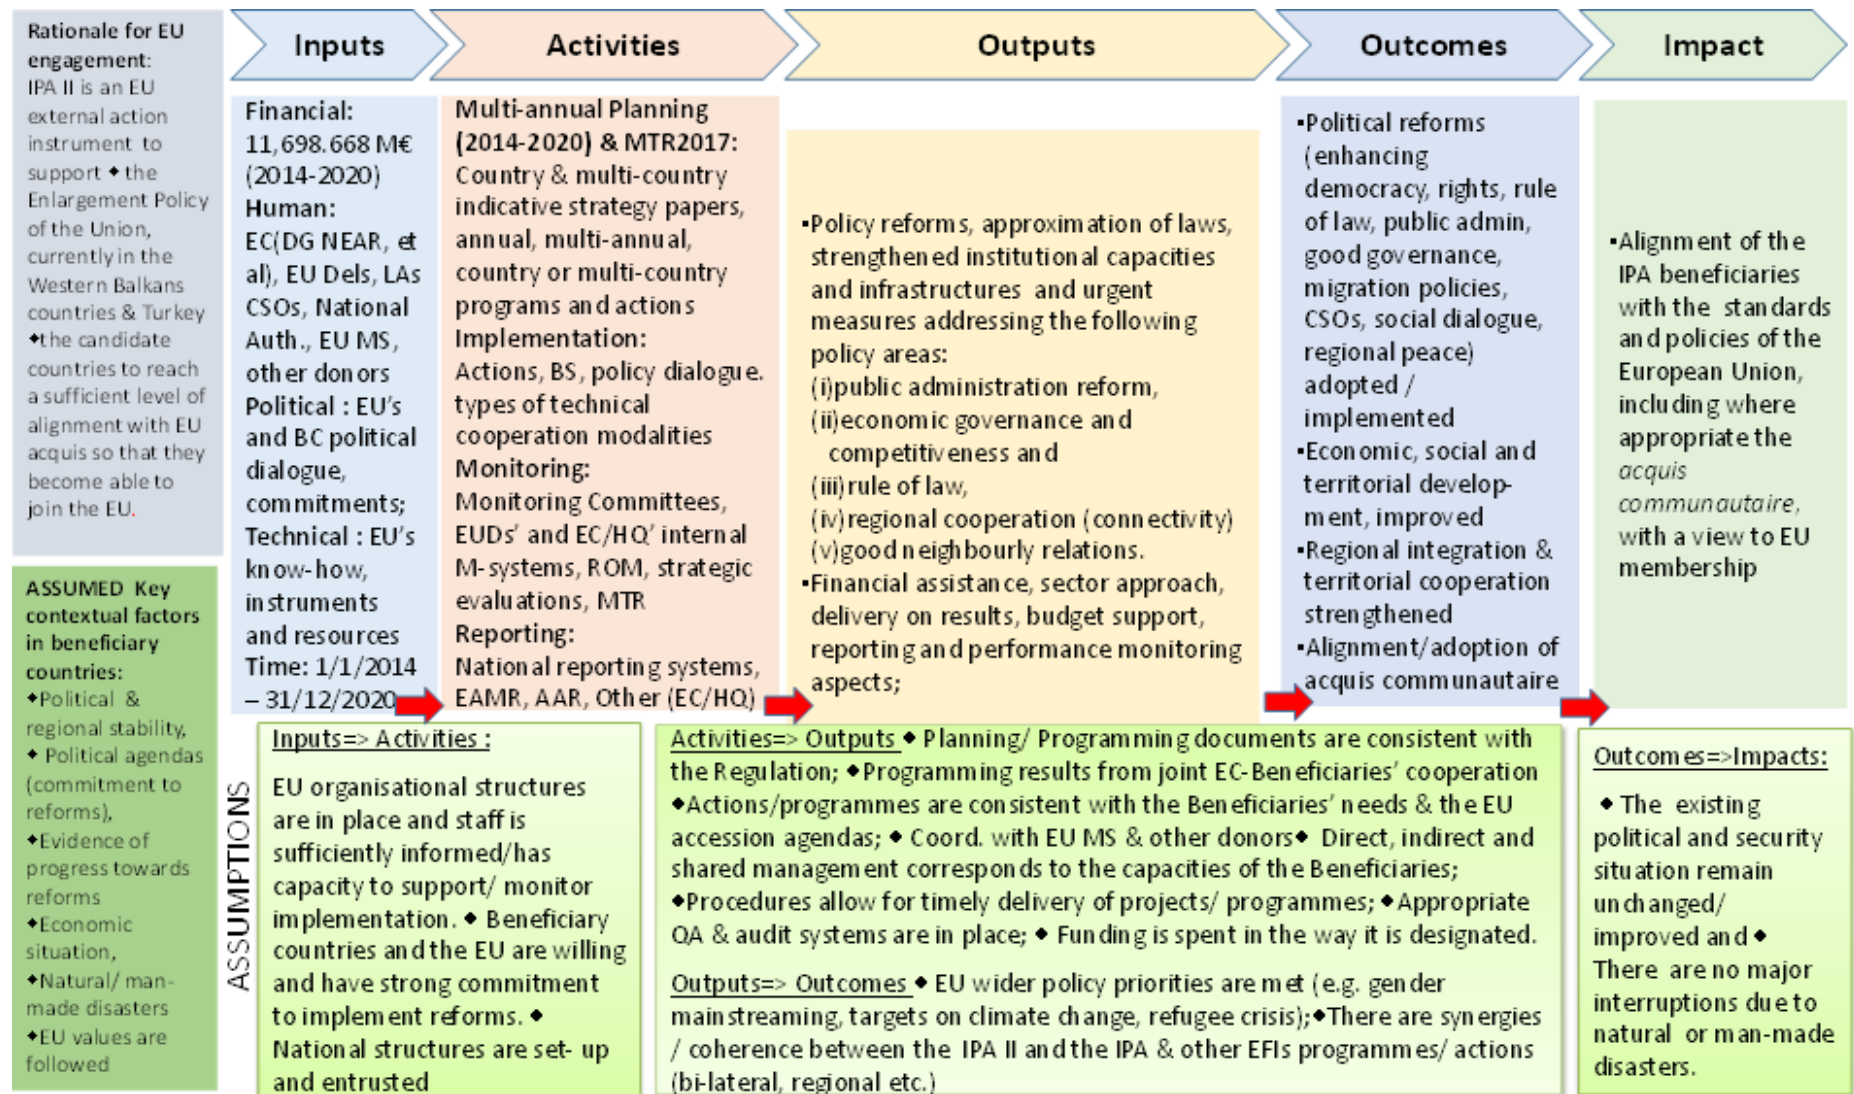 Rationale for EU
engagement:
IPA II is an EU
external action
instrument to
support ◆ the
Enlargement Policy
of the Union,
currently in the
Western Balkans
countries & Turkey
◆the candidate
countries to reach
a sufficient level of
alignment with EU
acquis so that they
become able to
join the EU.
ASSUMED Key
contextual factors
in beneficiary
countries:
◆Political &
regional stability,
◆ Political agendas
(commitment to
reforms),
◆Evidence of
progress towards
reforms
◆Economic
situation,
◆Natural/ man-
made disasters
◆EU values are
followed
Inputs
Financial:
11,698.668 M€
(2014-2020)
Human:
EC(DG NEAR, et
al), EU Dels, LAs
CSOs, National
Auth., EU MS,
other donors
Political : EU's
and BC political
dialogue,
commitments;
Technical : EU's
know-how,
instruments
and resources
Time: 1/1/2014
– 31/12/2020
Activities
Multi-annual Planning
(2014-2020) & MTR2017:
Country & multi-country
indicative strategy papers,
annual, multi-annual,
country or multi-country
programs and actions
Implementation:
Actions, BS, policy dialogue.
types of technical
cooperation modalities
Monitoring:
Monitoring Committees,
EUDs' and EC/HQ' internal
M-systems, ROM, strategic
evaluations, MTR
Reporting:
National reporting systems,
EAMR, AAR, Other (EC/HQ)
Outputs
▪Policy reforms, approximation of laws,
strengthened institutional capacities
and infrastructures and urgent
measures addressing the following
policy areas:
(i)public administration reform,
(ii)economic governance and
competitiveness and
(iii)rule of law,
(iv)regional cooperation (connectivity)
(v)good neighbourly relations.
▪Financial assistance, sector approach,
delivery on results, budget support,
reporting and performance monitoring
aspects;
Outcomes
▪Political reforms
(enhancing
democracy, rights, rule
of law, public admin,
good governance,
migration policies,
CSOs, social dialogue,
regional peace)
adopted /
implemented
▪Economic, social and
territorial develop-
ment, improved
▪Regional integration &
territorial cooperation
strengthened
▪Alignment/adoption of
acquis communautaire
Impact
▪Alignment of the
IPA beneficiaries
with the standards
and policies of the
European Union,
including where
appropriate the
acquis
communautaire,
with a view to EU
membership
ASSUMPTIONS
Inputs=> Activities :
EU organisational structures
are in place and staff is
sufficiently informed/has
capacity to support/ monitor
implementation. ◆ Beneficiary
countries and the EU are willing
and have strong commitment
to implement reforms. ◆
National structures are set- up
and entrusted
Activities=> Outputs ◆ Planning/ Programming documents are consistent with
the Regulation; ◆Programming results from joint EC-Beneficiaries' cooperation
◆Actions/programmes are consistent with the Beneficiaries' needs & the EU
accession agendas; ◆ Coord. with EU MS & other donors◆ Direct, indirect and
shared management corresponds to the capacities of the Beneficiaries;
◆Procedures allow for timely delivery of projects/ programmes; ◆Appropriate
QA & audit systems are in place; ◆ Funding is spent in the way it is designated.
Outputs=> Outcomes ◆ EU wider policy priorities are met (e.g. gender
mainstreaming, targets on climate change, refugee crisis);◆There are synergies
/ coherence between the IPA II and the IPA & other EFIs programmes/ actions
(bi-lateral, regional etc.)
Outcomes=>Impacts:
◆ The existing
political and security
situation remain
unchanged/
improved and ◆
There are no major
interruptions due to
natural or man-made
disasters.